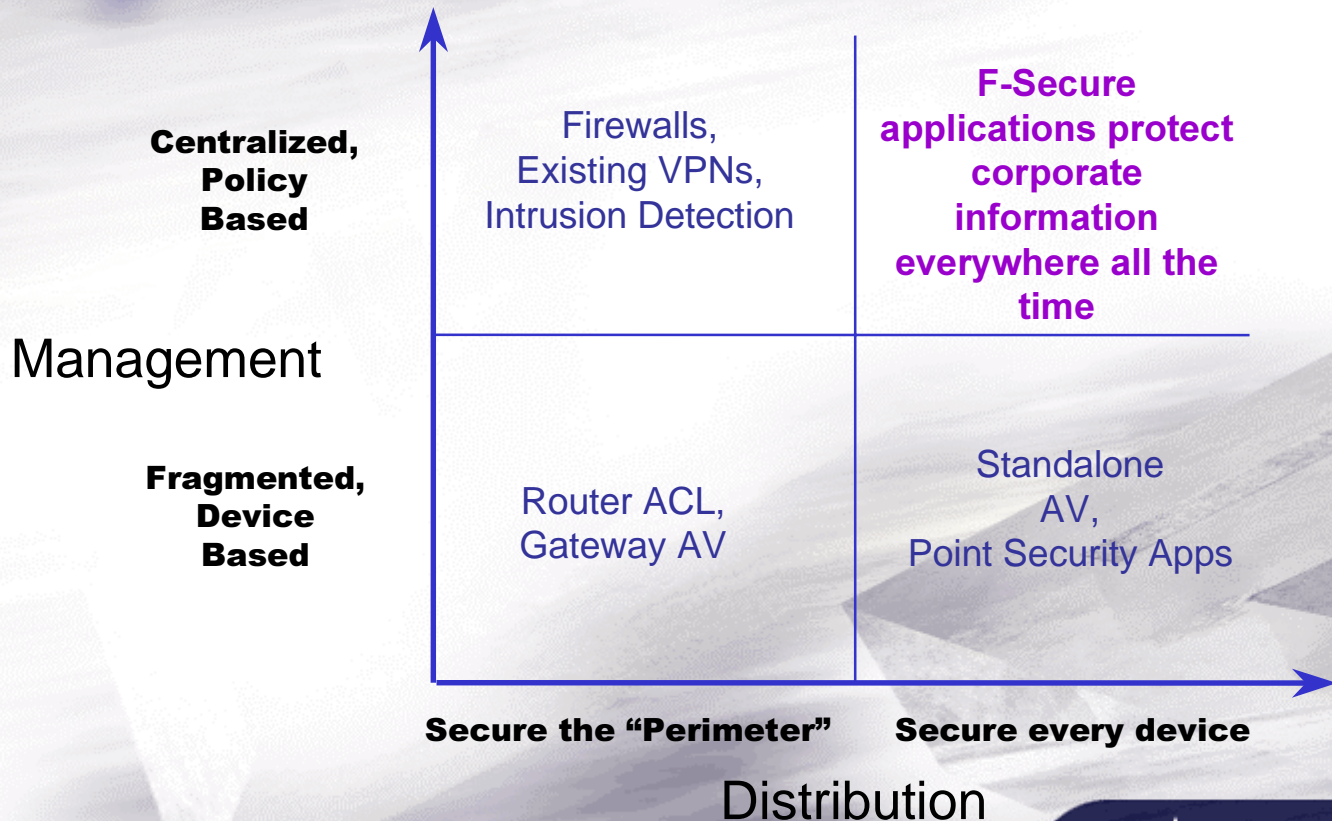 Centralized,
Policy
Based
Firewalls,
Existing VPNs,
Intrusion Detection
F-Secure
applications protect
corporate
information
everywhere all the
time
Management
Fragmented,
Device
Based
Router ACL,
Gateway AV
Standalone
AV,
Point Security Apps
Secure the “Perimeter”
Secure every device
Distribution